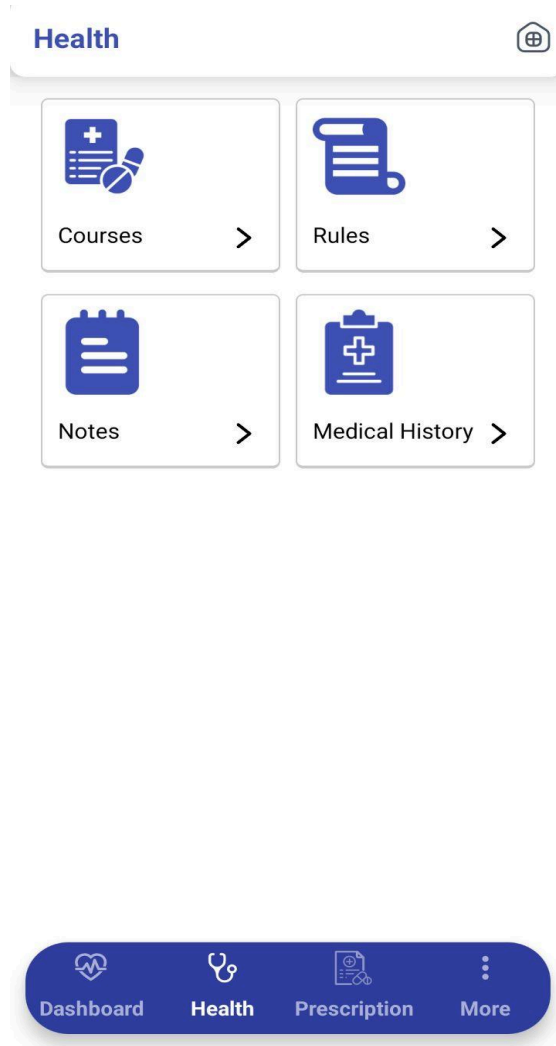 Health
Courses
Rules
Notes
Medical History
Dashboard
Health
Prescription
More